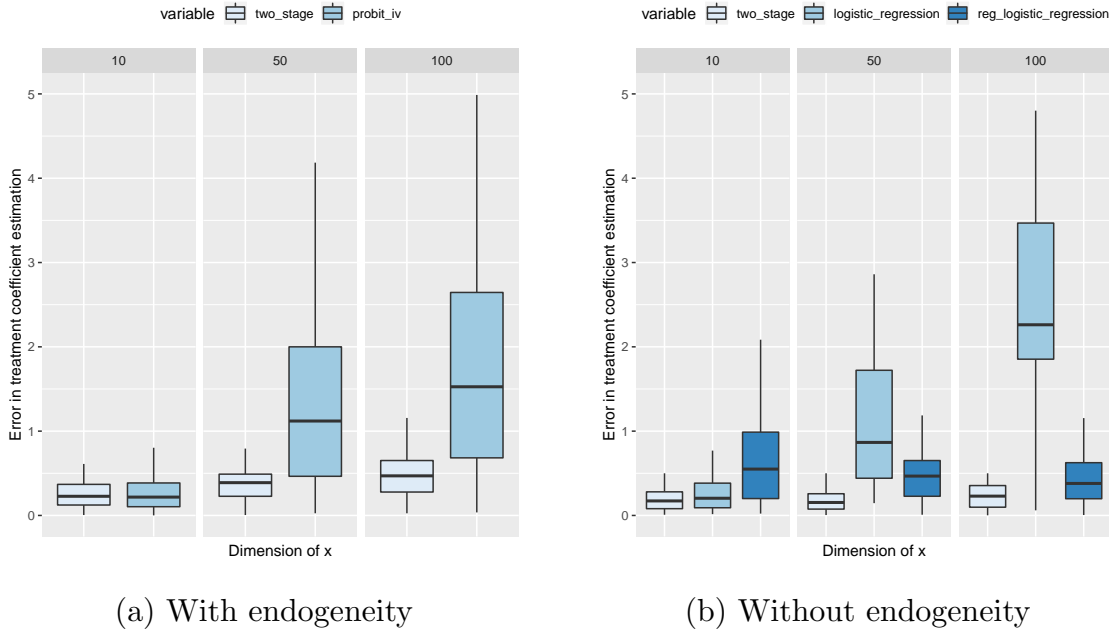 variable two_stage probit_iv
10 50 100
5
4
3
2
1
0
Error in treatment coefficient estimation
Dimension of x
(a) With endogeneity
variable two_stage logistic_regression reg_logistic_regression
10 50 100
5
4
3
2
1
0
Error in treatment coefficient estimation
Dimension of x
(b) Without endogeneity